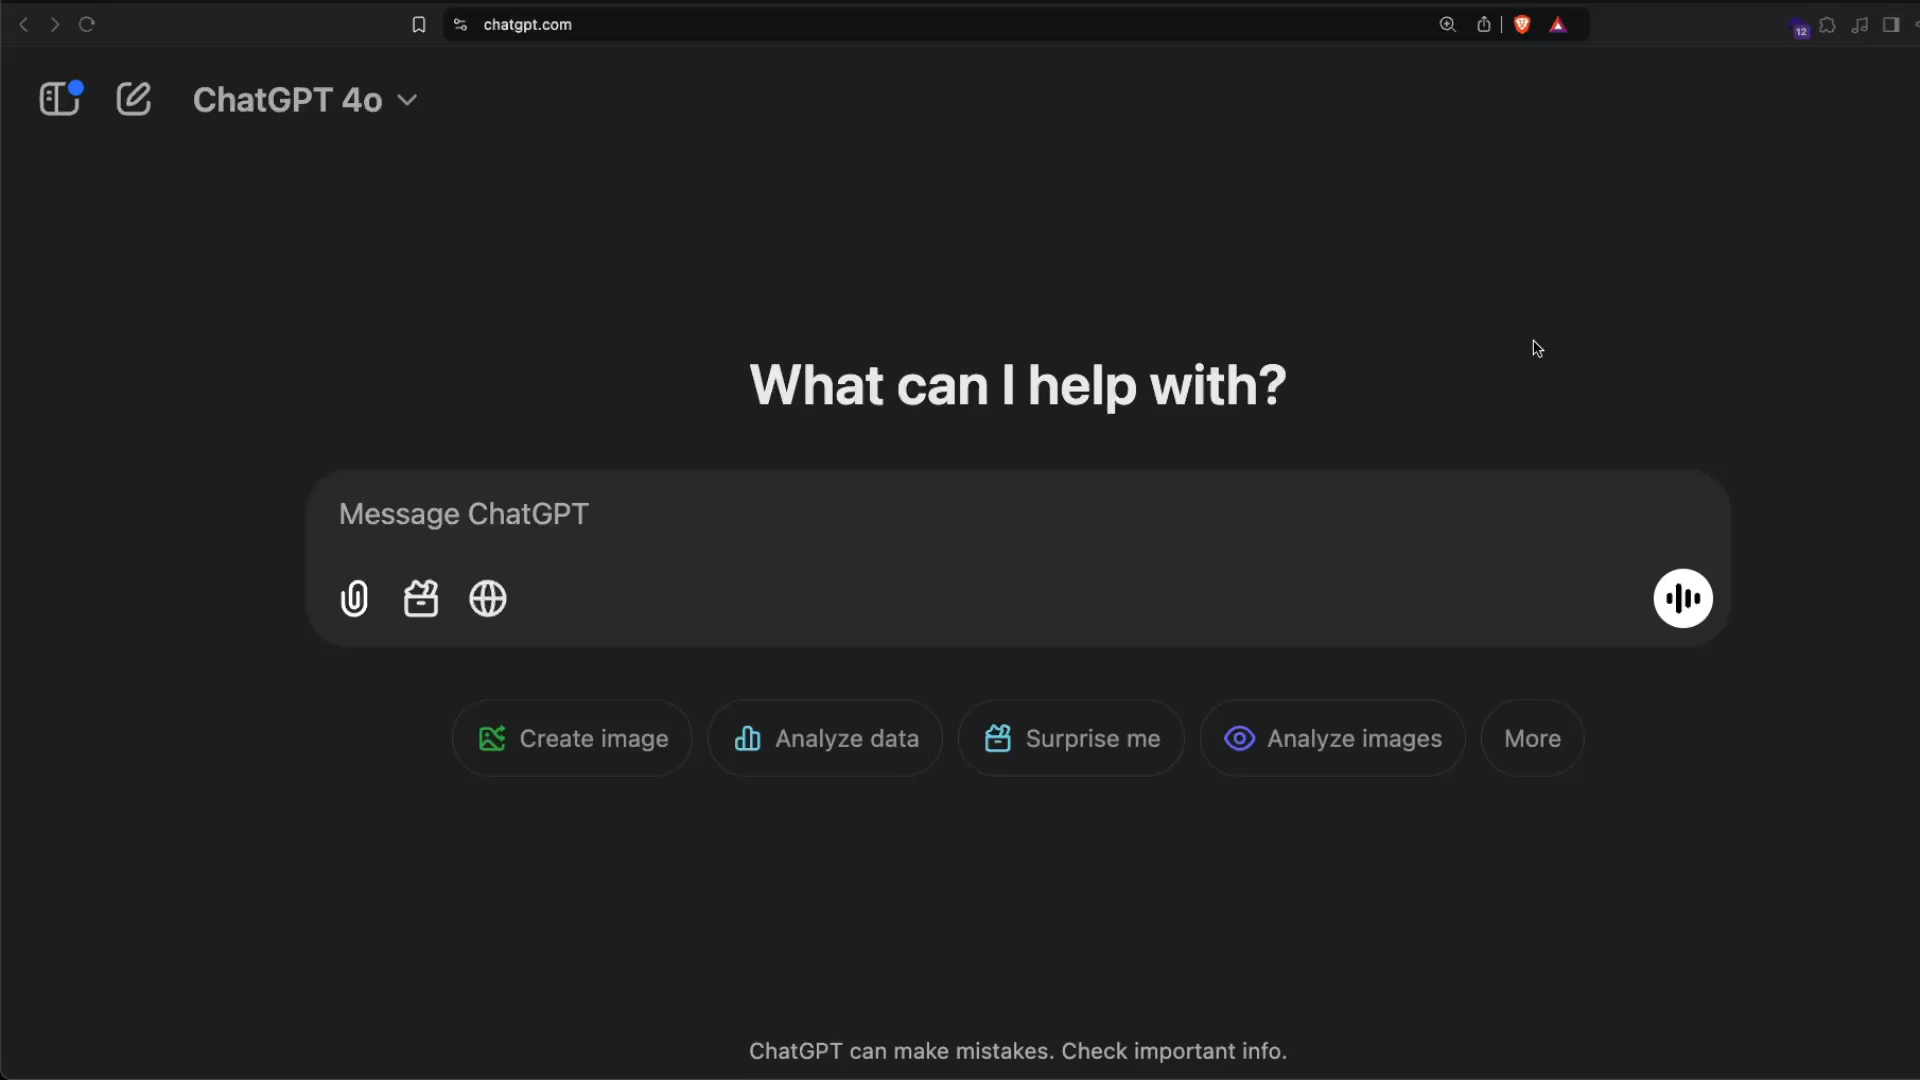 chatgpt.com
12
ChatGPT 4o
What can I help with?
Message ChatGPT
Create image
Analyze data
Surprise me
Analyze images
More
ChatGPT can make mistakes. Check important info.